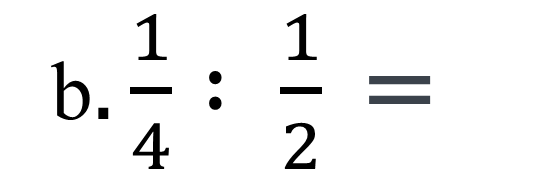 b. 1/4 : 1/2 =